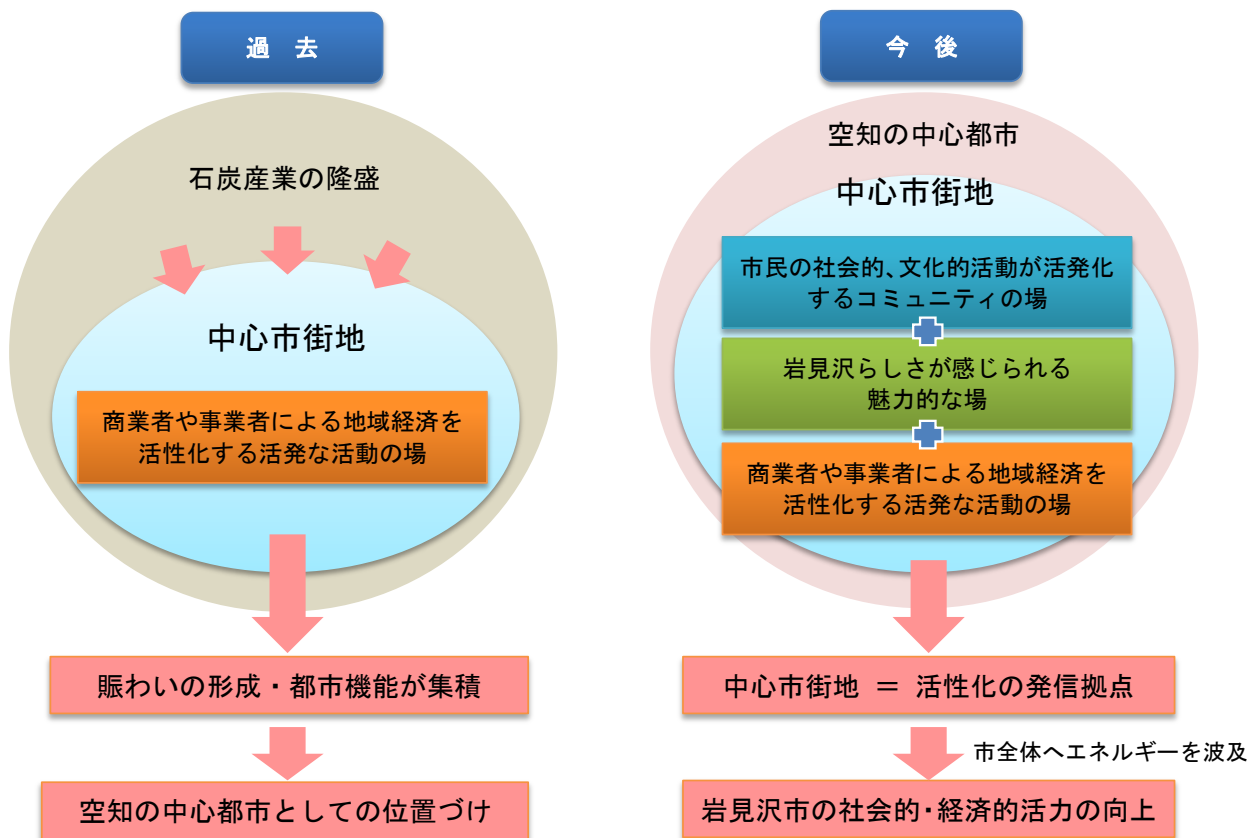 過 去
石炭産業の隆盛
中心市街地
商業者や事業者による地域経済を
活性化する活発な活動の場
賑わいの形成・都市機能が集積
空知の中心都市としての位置づけ
今 後
空知の中心都市
中心市街地
市民の社会的、文化的活動が活発化
するコミュニティの場
岩見沢らしさが感じられる
魅力的な場
商業者や事業者による地域経済を
活性化する活発な活動の場
中心市街地 ＝ 活性化の発信拠点
市全体へエネルギーを波及
岩見沢市の社会的・経済的活力の向上